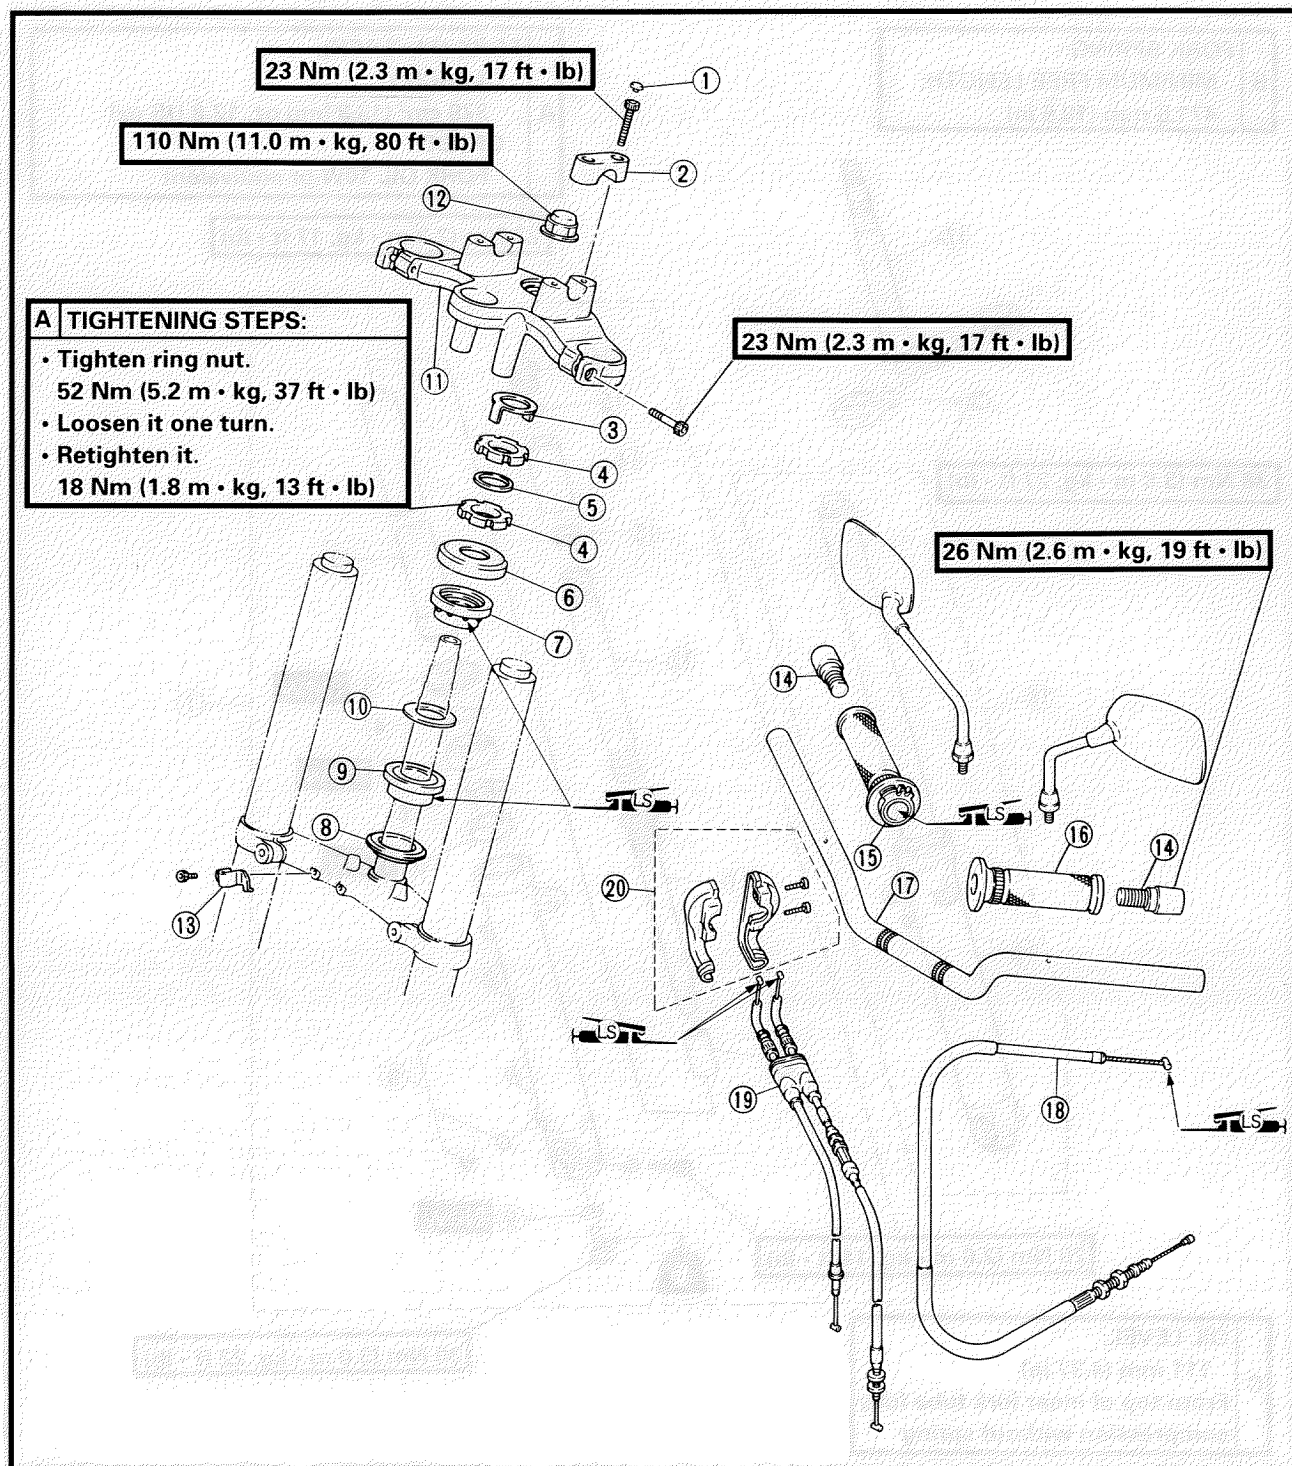 23 Nm (2.3 m • kg, 17 ft • lb)
1
110 Nm (11.0 m • kg, 80 ft • lb)
2
12
A TIGHTENING STEPS:
• Tighten ring nut.
52 Nm (5.2 m • kg, 37 ft • lb)
• Loosen it one turn.
• Retighten it.
18 Nm (1.8 m • kg, 13 ft • lb)
11
23 Nm (2.3 m • kg, 17 ft • lb)
3
4
5
4
26 Nm (2.6 m • kg, 19 ft • lb)
6
7
14
10
9
LS
LS
8
15
16
14
20
17
13
LS
19
18
LS